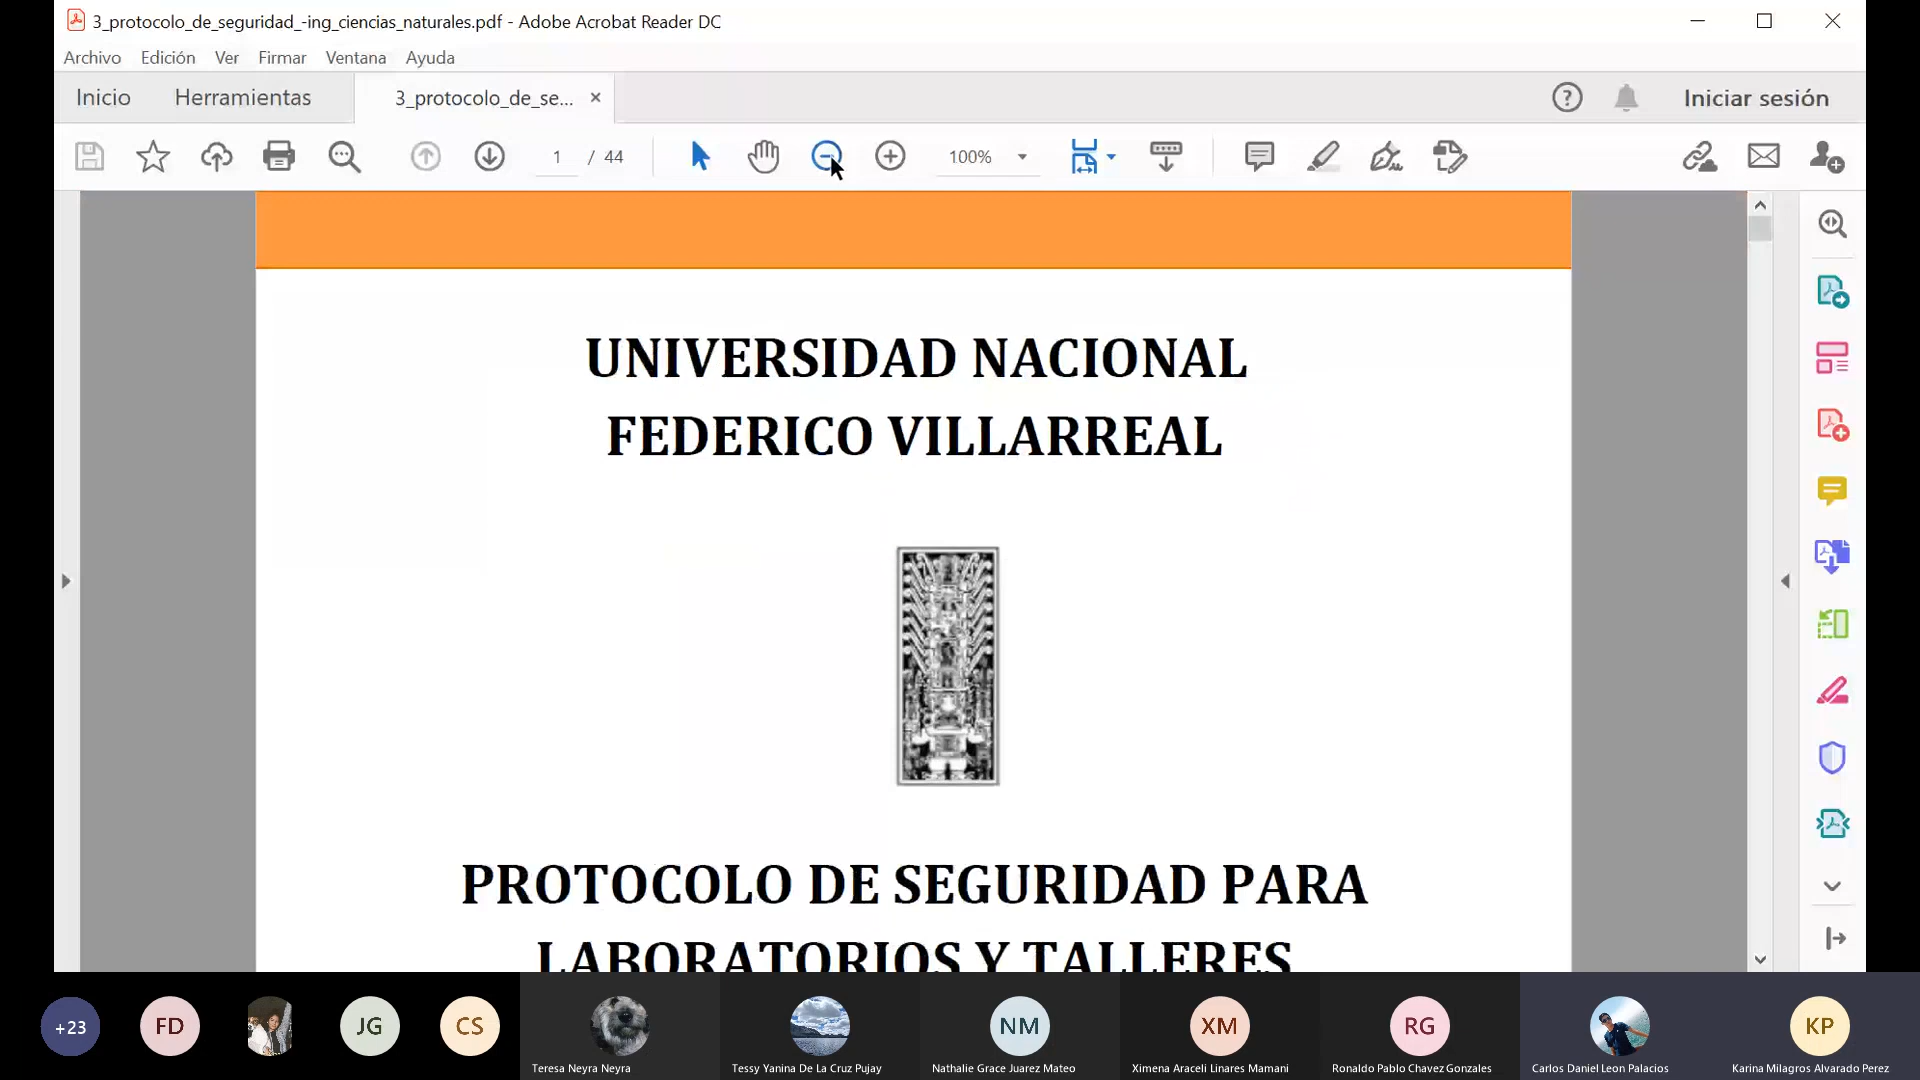 3_protocolo_de_seguridad_-ing_ciencias_naturales.pdf - Adobe Acrobat Reader DC
Archivo Edición Ver Firmar Ventana Ayuda
Inicio Herramientas 3_protocolo_de_se... × Iniciar sesión
1 / 44 100%
UNIVERSIDAD NACIONAL
FEDERICO VILLARREAL
PROTOCOLO DE SEGURIDAD PARA
LABORATORIOS Y TALLERES
+23 FD JG CS NM XM RG KP
Teresa Neyra Neyra Tessy Yanina De La Cruz Pujay Nathalie Grace Juarez Mateo Ximena Araceli Linares Mamani Ronaldo Pablo Chavez Gonzales Carlos Daniel Leon Palacios Karina Milagros Alvarado Perez